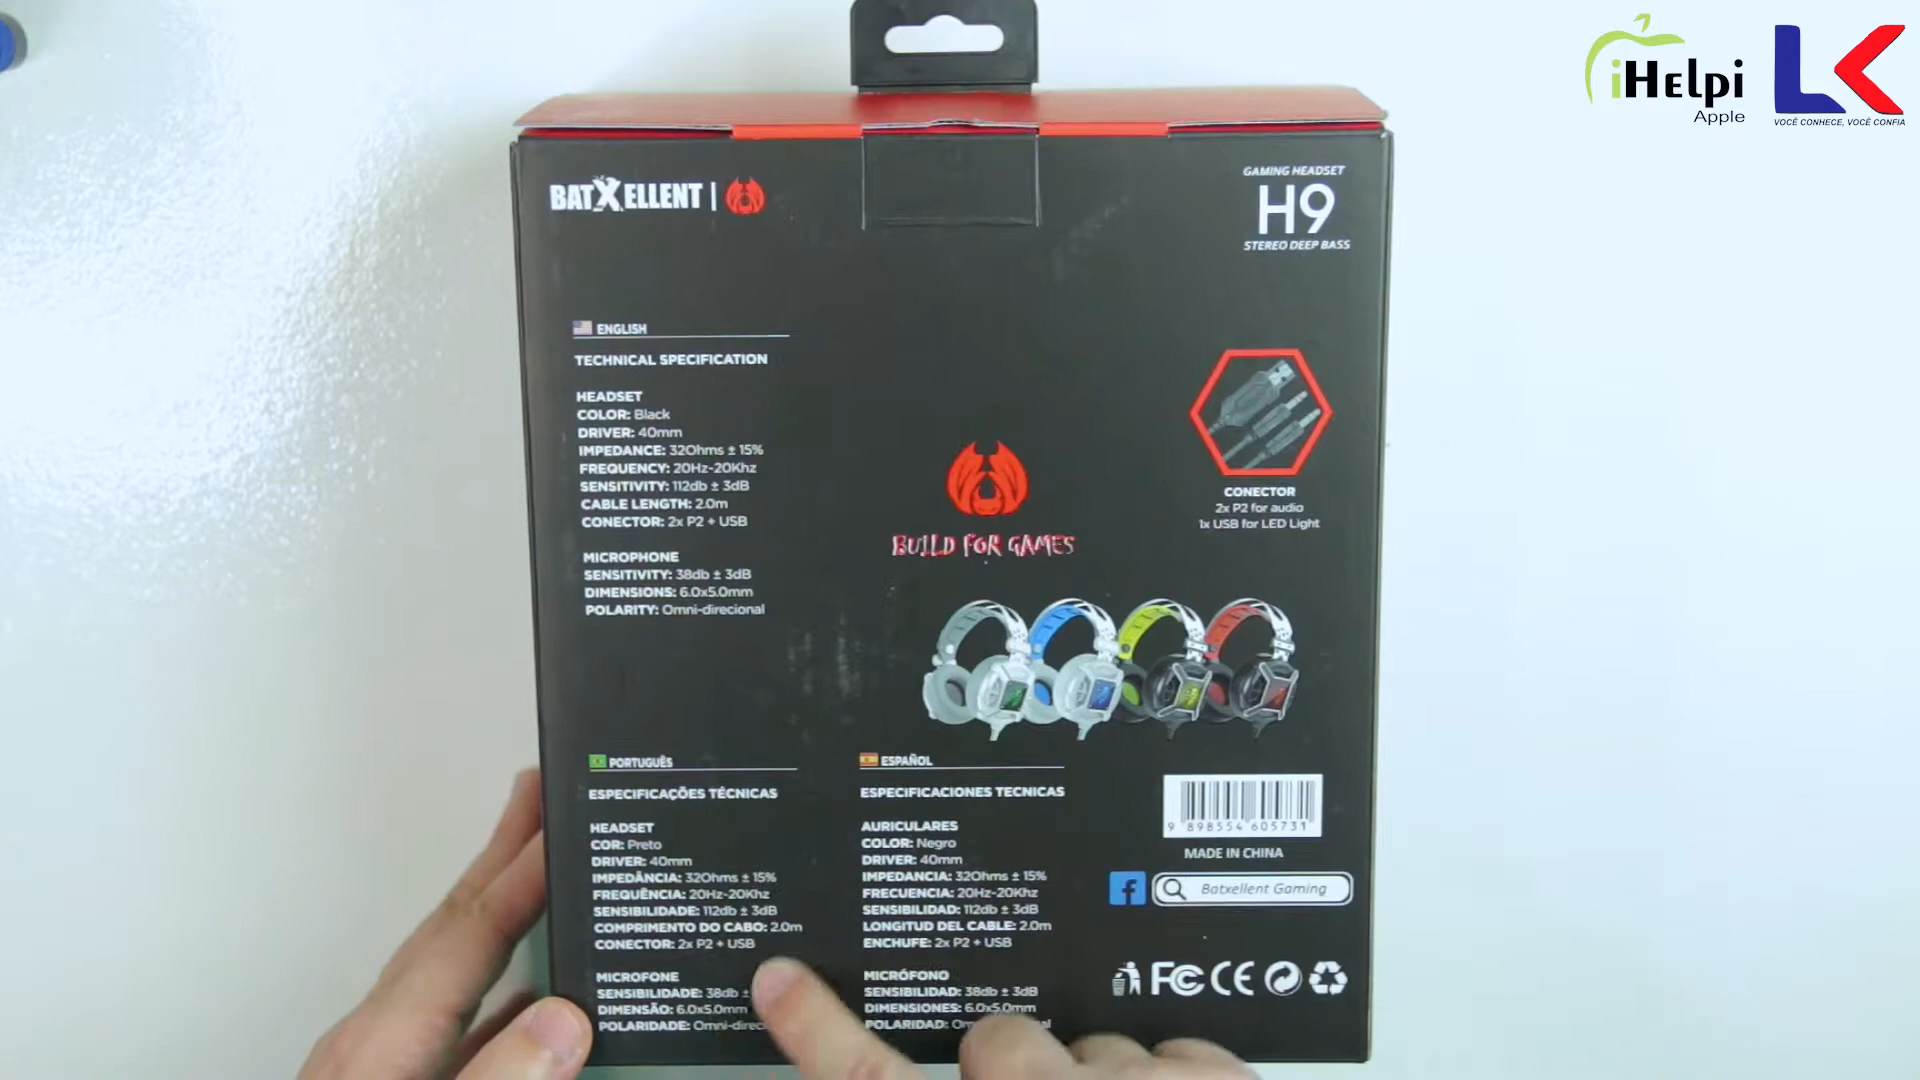 iHelpi
Apple
LK
VOCÊ CONHECE, VOCÊ CONFIA
BATXELLENT
GAMING HEADSET
H9
STEREO DEEP BASS
ENGLISH
TECHNICAL SPECIFICATION
HEADSET
COLOR: Black
DRIVER: 40mm
IMPEDANCE: 32Ohms ± 15%
FREQUENCY: 20Hz-20Khz
SENSITIVITY: 112db ± 3dB
CABLE LENGTH: 2.0m
CONECTOR: 2x P2 + USB
MICROPHONE
SENSITIVITY: 38db ± 3dB
DIMENSIONS: 6.0x5.0mm
POLARITY: Omni-direcional
CONECTOR
2x P2 for audio
1x USB for LED Light
BUILD FOR GAMES
PORTUGUÊS
ESPECIFICAÇÕES TÉCNICAS
HEADSET
COR: Preto
DRIVER: 40mm
IMPEDÂNCIA: 32Ohms ± 15%
FREQUÊNCIA: 20Hz-20Khz
SENSIBILIDADE: 112db ± 3dB
COMPRIMENTO DO CABO: 2.0m
CONECTOR: 2x P2 + USB
MICROFONE
SENSIBILIDADE: 38db ±
DIMENSÃO: 6.0x5.0mm
POLARIDADE:
ESPAÑOL
ESPECIFICACIONES TECNICAS
AURICULARES
COLOR: Negro
DRIVER: 40mm
IMPEDANCIA: 32Ohms ± 15%
FRECUENCIA: 20Hz-20Khz
SENSIBILIDAD: 112db ± 3dB
LONGITUD DEL CABLE: 2.0m
ENCHUFE: 2x P2 + USB
MICRÓFONO
SENSIBILIDAD: 38db ± 3dB
DIMENSIONES: 6.0x5.0mm
POLARIDAD:
9 898554 605731
MADE IN CHINA
Batxellent Gaming
FC CE